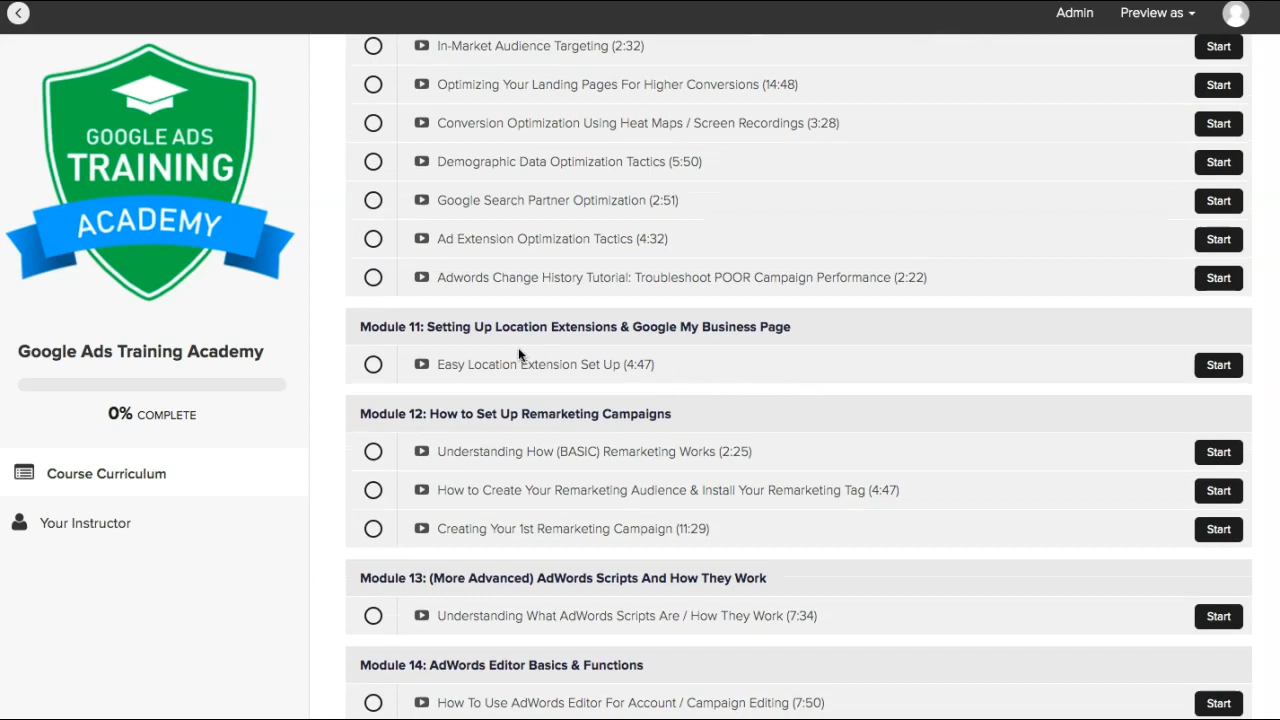 Admin
Preview as
GOOGLE ADS
TRAINING
ACADEMY
Google Ads Training Academy
0% COMPLETE
Course Curriculum
Your Instructor
In-Market Audience Targeting (2:32)
Start
Optimizing Your Landing Pages For Higher Conversions (14:48)
Start
Conversion Optimization Using Heat Maps / Screen Recordings (3:28)
Start
Demographic Data Optimization Tactics (5:50)
Start
Google Search Partner Optimization (2:51)
Start
Ad Extension Optimization Tactics (4:32)
Start
Adwords Change History Tutorial: Troubleshoot POOR Campaign Performance (2:22)
Start
Module 11: Setting Up Location Extensions & Google My Business Page
Easy Location Extension Set Up (4:47)
Start
Module 12: How to Set Up Remarketing Campaigns
Understanding How (BASIC) Remarketing Works (2:25)
Start
How to Create Your Remarketing Audience & Install Your Remarketing Tag (4:47)
Start
Creating Your 1st Remarketing Campaign (11:29)
Start
Module 13: (More Advanced) AdWords Scripts And How They Work
Understanding What AdWords Scripts Are / How They Work (7:34)
Start
Module 14: AdWords Editor Basics & Functions
How To Use AdWords Editor For Account / Campaign Editing (7:50)
Start